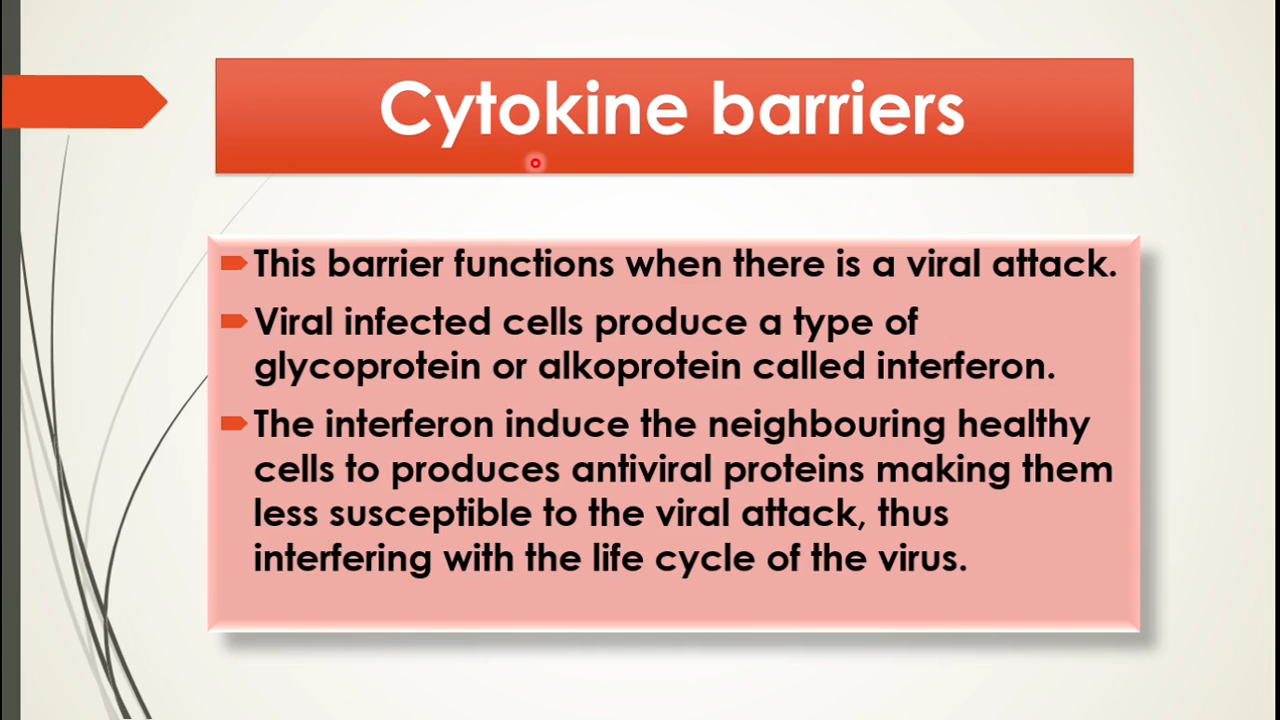 Cytokine barriers
This barrier functions when there is a viral attack.
Viral infected cells produce a type of
glycoprotein or alkoprotein called interferon.
The interferon induce the neighbouring healthy
cells to produces antiviral proteins making them
less susceptible to the viral attack, thus
interfering with the life cycle of the virus.